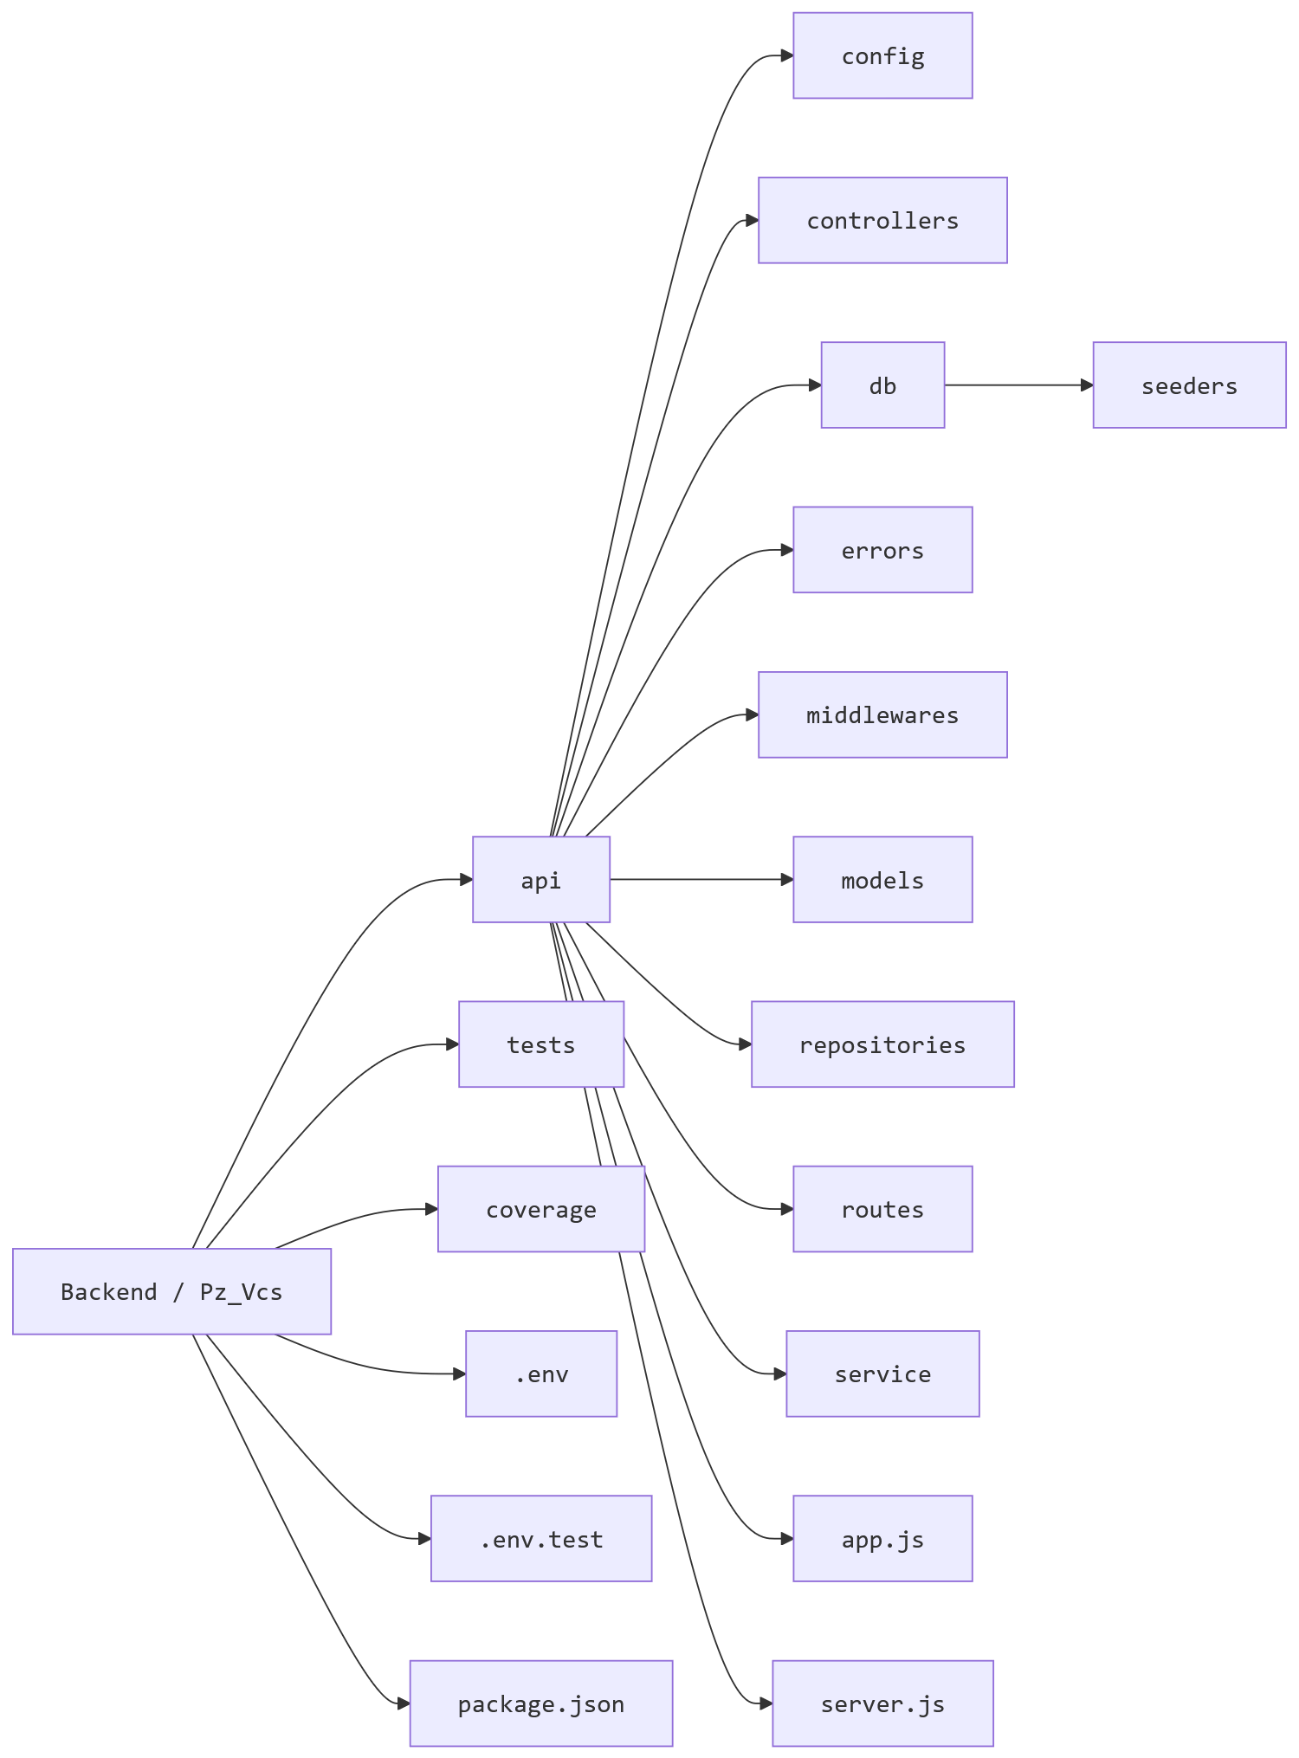 config
controllers
db
seeders
errors
middlewares
api
models
tests
repositories
coverage
routes
Backend / Pz_Vcs
.env
service
.env.test
app.js
package.json
server.js